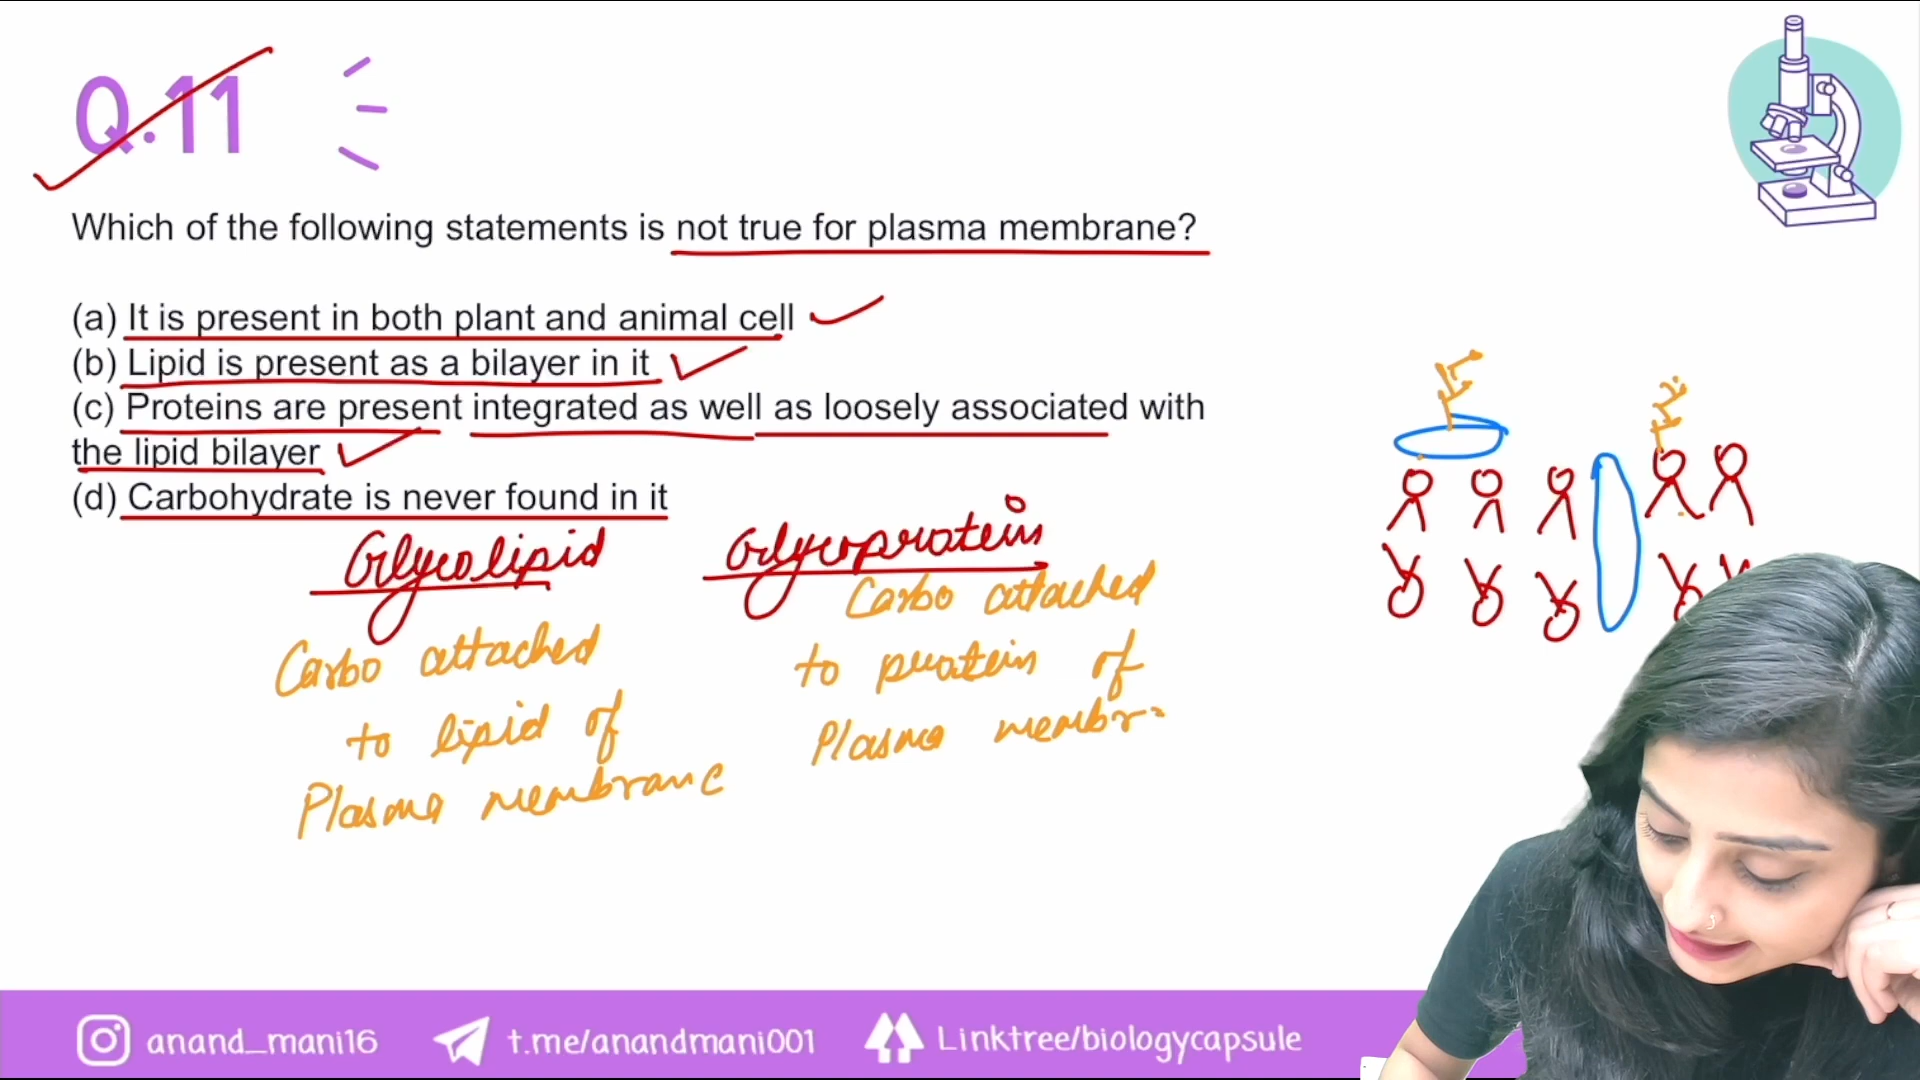 Q.11
Which of the following statements is not true for plasma membrane?
(a) It is present in both plant and animal cell
(b) Lipid is present as a bilayer in it
(c) Proteins are present integrated as well as loosely associated with
the lipid bilayer
(d) Carbohydrate is never found in it
Glycolipid
Glycoprotein
Carbo attached
to lipid of
Plasma membrane
Carbo attached
to protein of
Plasma membr
anand_mani16
t.me/anandmani001
Linktree/biologycapsule